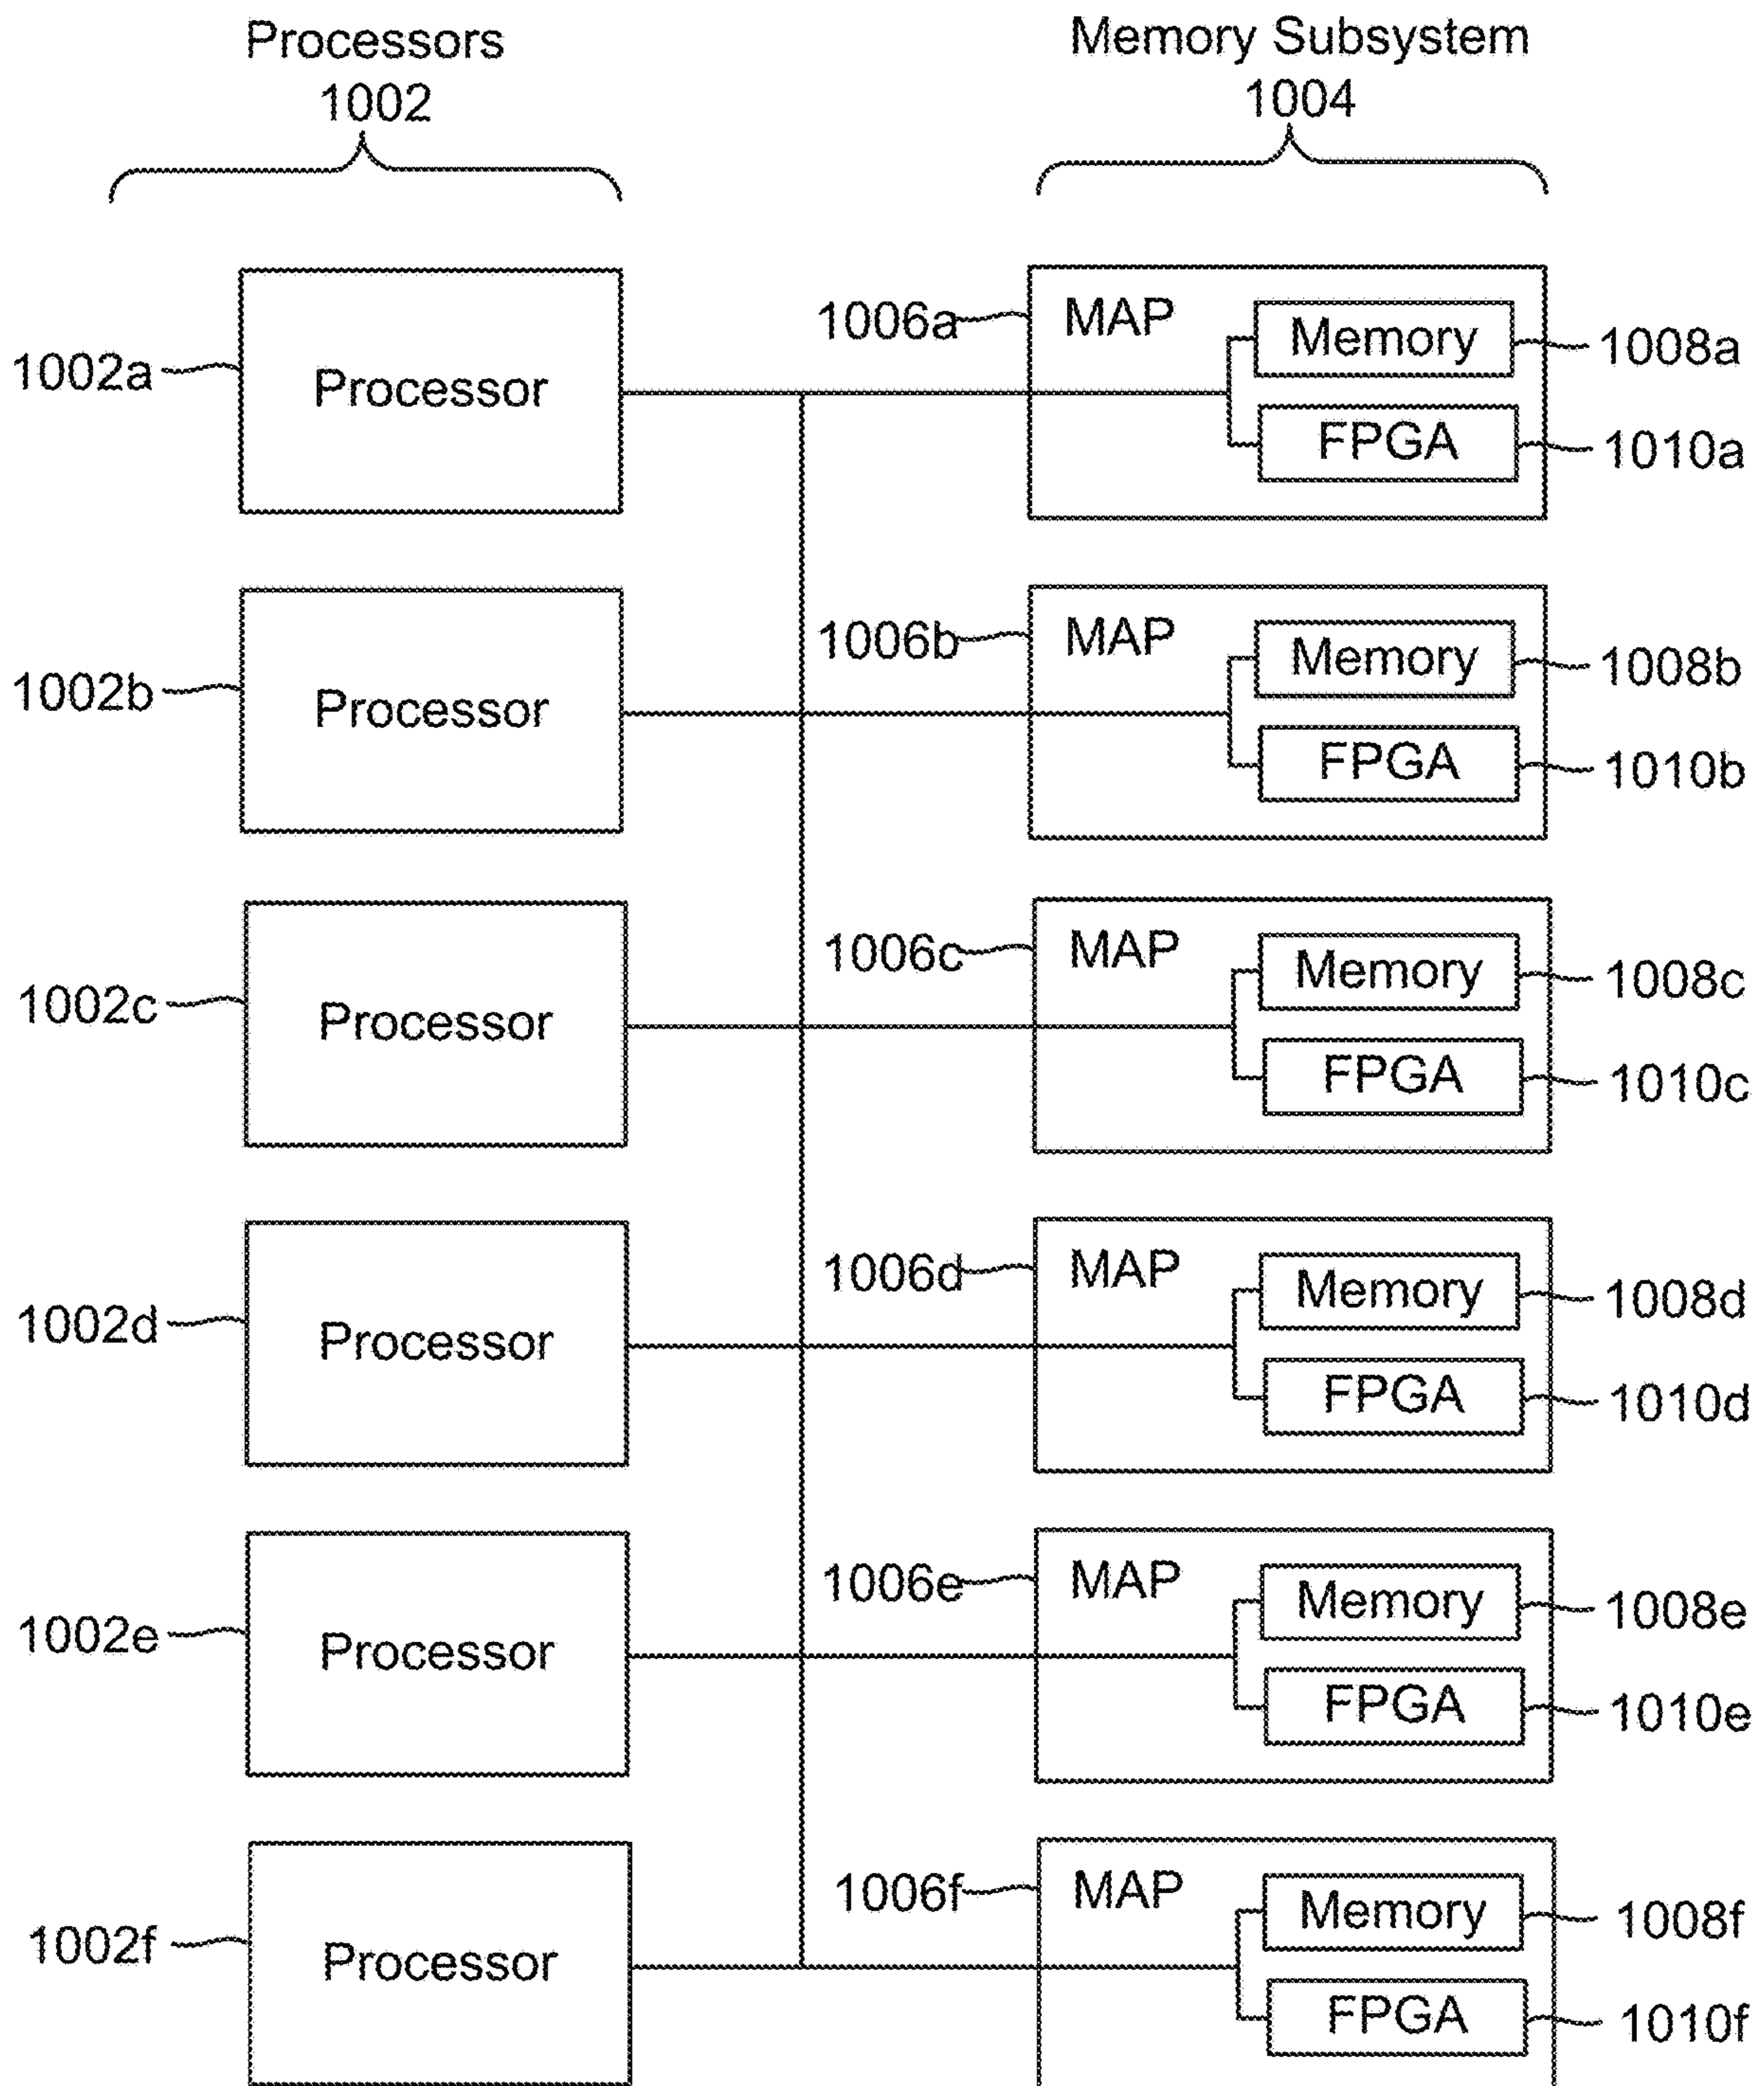 Processors
1002
Memory Subsystem
1004
1002a
Processor
1006a
MAP
Memory
1008a
FPGA
1010a
1002b
Processor
1006b
MAP
Memory
1008b
FPGA
1010b
1002c
Processor
1006c
MAP
Memory
1008c
FPGA
1010c
1002d
Processor
1006d
MAP
Memory
1008d
FPGA
1010d
1002e
Processor
1006e
MAP
Memory
1008e
FPGA
1010e
1002f
Processor
1006f
MAP
Memory
1008f
FPGA
1010f